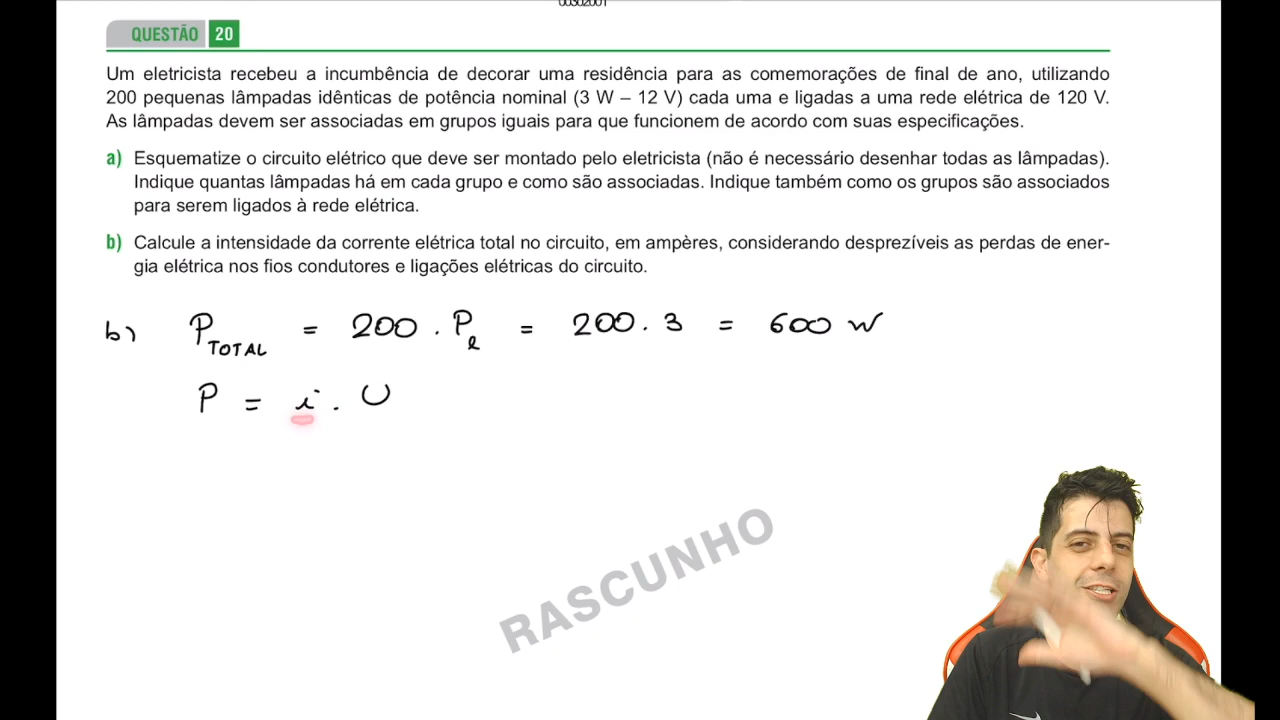 QUESTÃO 20
Um eletricista recebeu a incumbência de decorar uma residência para as comemorações de final de ano, utilizando
200 pequenas lâmpadas idênticas de potência nominal (3 W – 12 V) cada uma e ligadas a uma rede elétrica de 120 V.
As lâmpadas devem ser associadas em grupos iguais para que funcionem de acordo com suas especificações.
a) Esquematize o circuito elétrico que deve ser montado pelo eletricista (não é necessário desenhar todas as lâmpadas).
Indique quantas lâmpadas há em cada grupo e como são associadas. Indique também como os grupos são associados
para serem ligados à rede elétrica.
b) Calcule a intensidade da corrente elétrica total no circuito, em ampères, considerando desprezíveis as perdas de ener-
gia elétrica nos fios condutores e ligações elétricas do circuito.
b) P TOTAL = 200 . P l = 200 . 3 = 600 W
P = i . U
RASCUNHO